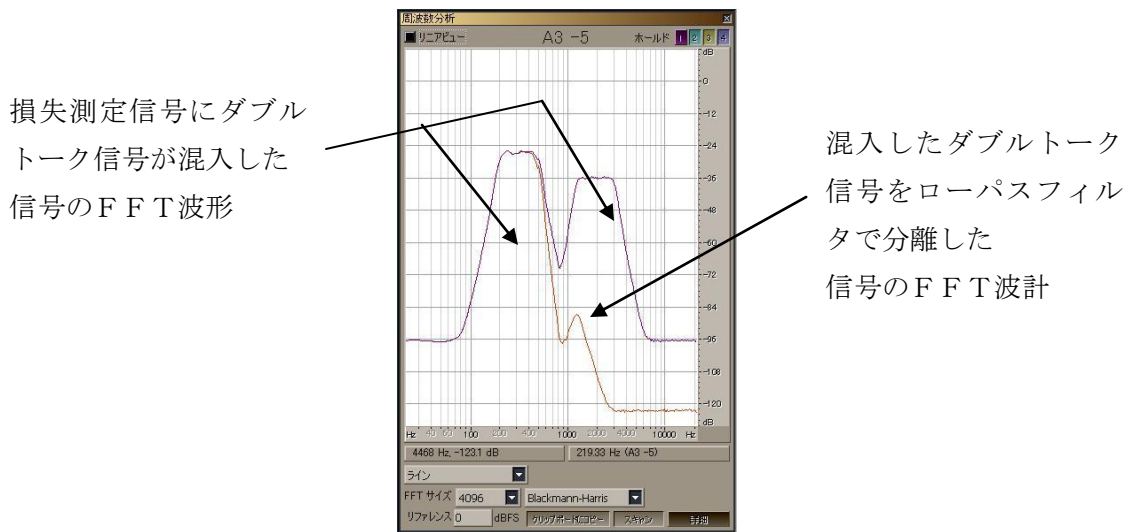 周波数分析
リニアビュー A3 -5 ホールド 1 2 3 4
dB
-0
-12
-24
-36
-48
-60
-72
-84
-96
-108
-120
dB
Hz 40 60 100 200 400 1000 2000 4000 10000 Hz
4468 Hz, -123.1 dB 219.33 Hz (A3 -5)
ライン
FFT サイズ 4096 Blackmann-Harris
リファレンス 0 dBFS クリップボードにコピー スキャン 詳細
損失測定信号にダブル
トーク信号が混入した
信号のＦＦＴ波形
混入したダブルトーク
信号をローパスフィル
タで分離した
信号のＦＦＴ波計